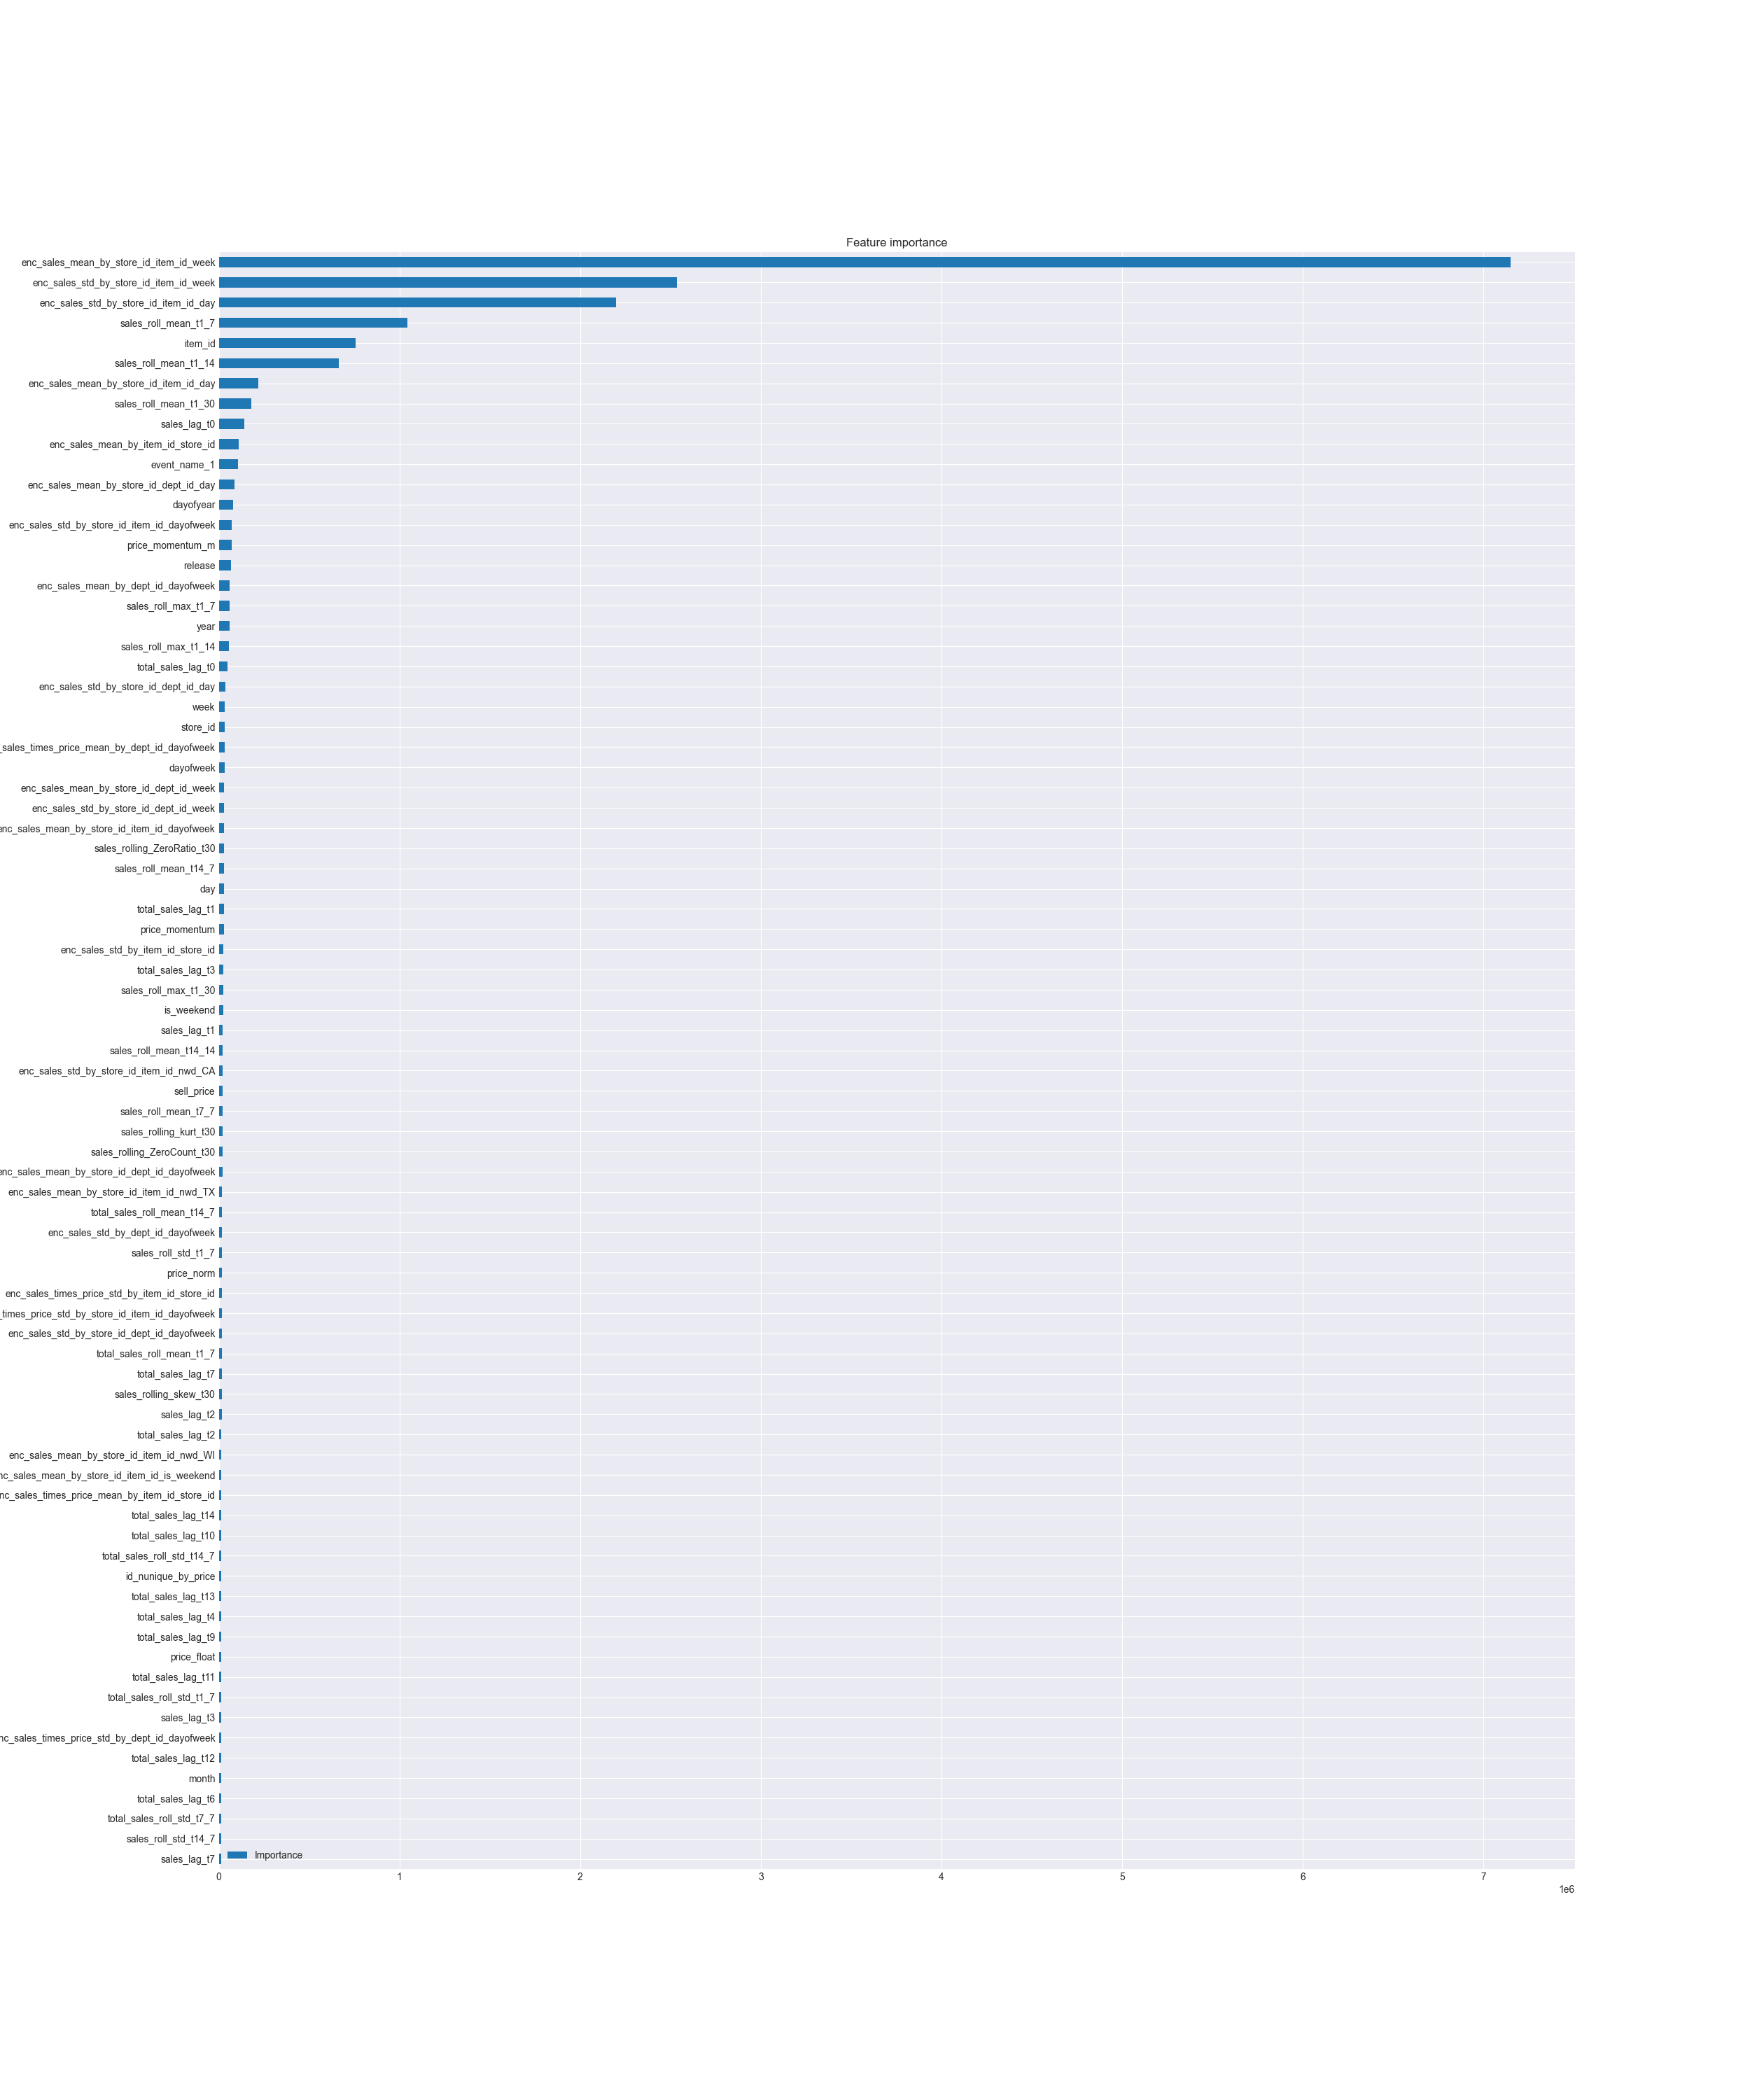 Feature importance
enc_sales_mean_by_store_id_item_id_week
enc_sales_std_by_store_id_item_id_week
enc_sales_std_by_store_id_item_id_day
sales_roll_mean_t1_7
item_id
sales_roll_mean_t1_14
enc_sales_mean_by_store_id_item_id_day
sales_roll_mean_t1_30
sales_lag_t0
enc_sales_mean_by_item_id_store_id
event_name_1
enc_sales_mean_by_store_id_dept_id_day
dayofyear
enc_sales_std_by_store_id_item_id_dayofweek
price_momentum_m
release
enc_sales_mean_by_dept_id_dayofweek
sales_roll_max_t1_7
year
sales_roll_max_t1_14
total_sales_lag_t0
enc_sales_std_by_store_id_dept_id_day
week
store_id
_sales_times_price_mean_by_dept_id_dayofweek
dayofweek
enc_sales_mean_by_store_id_dept_id_week
enc_sales_std_by_store_id_dept_id_week
enc_sales_mean_by_store_id_item_id_dayofweek
sales_rolling_ZeroRatio_t30
sales_roll_mean_t14_7
day
total_sales_lag_t1
price_momentum
enc_sales_std_by_item_id_store_id
total_sales_lag_t3
sales_roll_max_t1_30
is_weekend
sales_lag_t1
sales_roll_mean_t14_14
enc_sales_std_by_store_id_item_id_nwd_CA
sell_price
sales_roll_mean_t7_7
sales_rolling_kurt_t30
sales_rolling_ZeroCount_t30
enc_sales_mean_by_store_id_dept_id_dayofweek
enc_sales_mean_by_store_id_item_id_nwd_TX
total_sales_roll_mean_t14_7
enc_sales_std_by_dept_id_dayofweek
sales_roll_std_t1_7
price_norm
enc_sales_times_price_std_by_item_id_store_id
_times_price_std_by_store_id_item_id_dayofweek
enc_sales_std_by_store_id_dept_id_dayofweek
total_sales_roll_mean_t1_7
total_sales_lag_t7
sales_rolling_skew_t30
sales_lag_t2
total_sales_lag_t2
enc_sales_mean_by_store_id_item_id_nwd_WI
nc_sales_mean_by_store_id_item_id_is_weekend
nc_sales_times_price_mean_by_item_id_store_id
total_sales_lag_t14
total_sales_lag_t10
total_sales_roll_std_t14_7
id_nunique_by_price
total_sales_lag_t13
total_sales_lag_t4
total_sales_lag_t9
price_float
total_sales_lag_t11
total_sales_roll_std_t1_7
sales_lag_t3
nc_sales_times_price_std_by_dept_id_dayofweek
total_sales_lag_t12
month
total_sales_lag_t6
total_sales_roll_std_t7_7
sales_roll_std_t14_7
sales_lag_t7
Importance
0 1 2 3 4 5 6 7
1e6